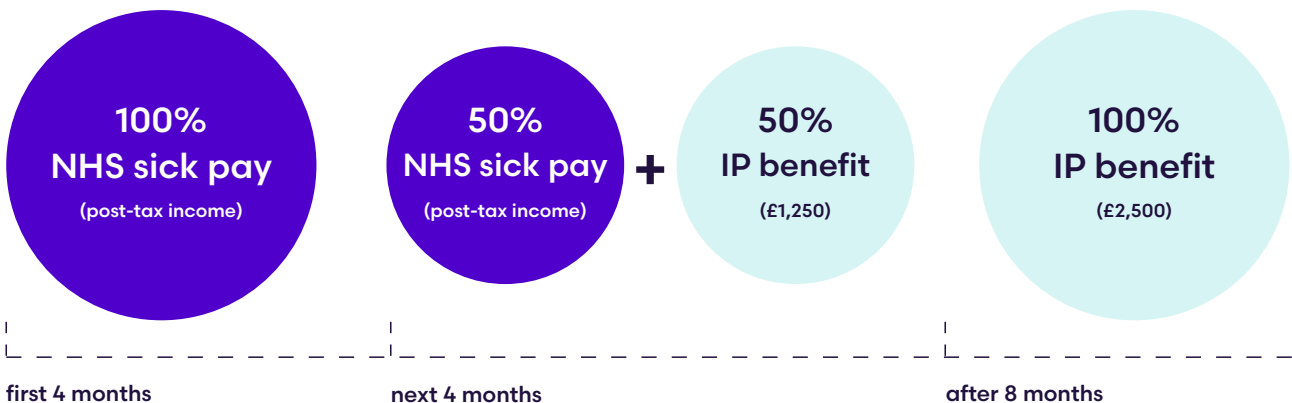 100%
NHS sick pay
(post-tax income)
50%
NHS sick pay
(post-tax income)
+
50%
IP benefit
(£1,250)
100%
IP benefit
(£2,500)
first 4 months
next 4 months
after 8 months